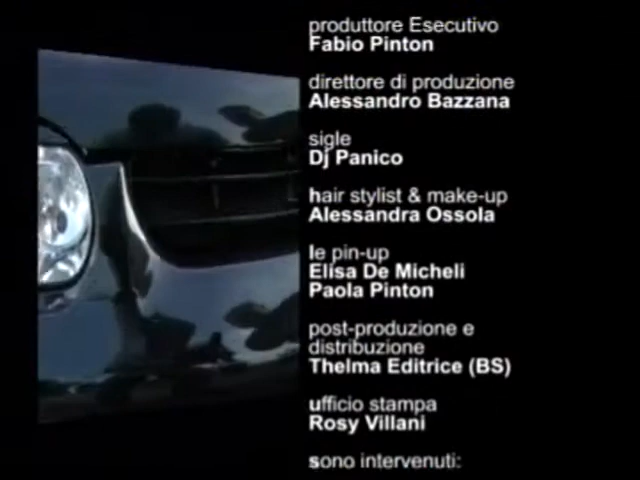 produttore Esecutivo
Fabio Pinton
direttore di produzione
Alessandro Bazzana
sigle
Dj Panico
hair stylist & make-up
Alessandra Ossola
le pin-up
Elisa De Micheli
Paola Pinton
post-produzione e
distribuzione
Thelma Editrice (BS)
ufficio stampa
Rosy Villani
sono intervenuti: